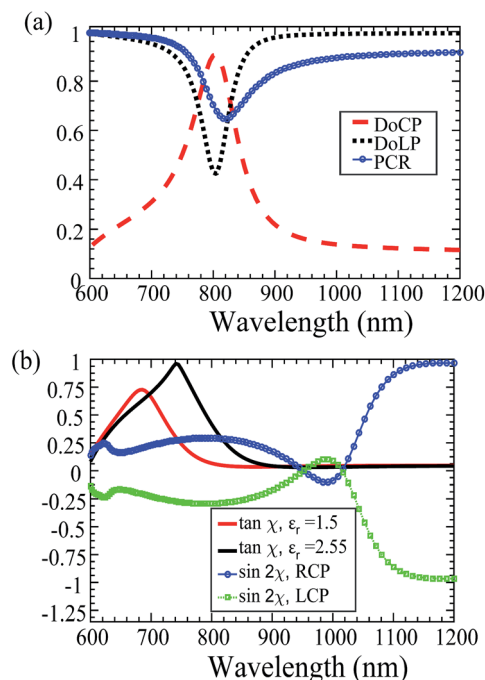 (a)
1
0.8
0.6
0.4
0.2
0
DoCP
DoLP
PCR
600 700 800 900 1000 1100 1200
Wavelength (nm)
(b)
1
0.75
0.5
0.25
0
-0.25
-0.5
-0.75
-1
-1.25
tan χ, εr =1.5
tan χ, εr =2.55
sin 2χ, RCP
sin 2χ, LCP
600 700 800 900 1000 1100 1200
Wavelength (nm)